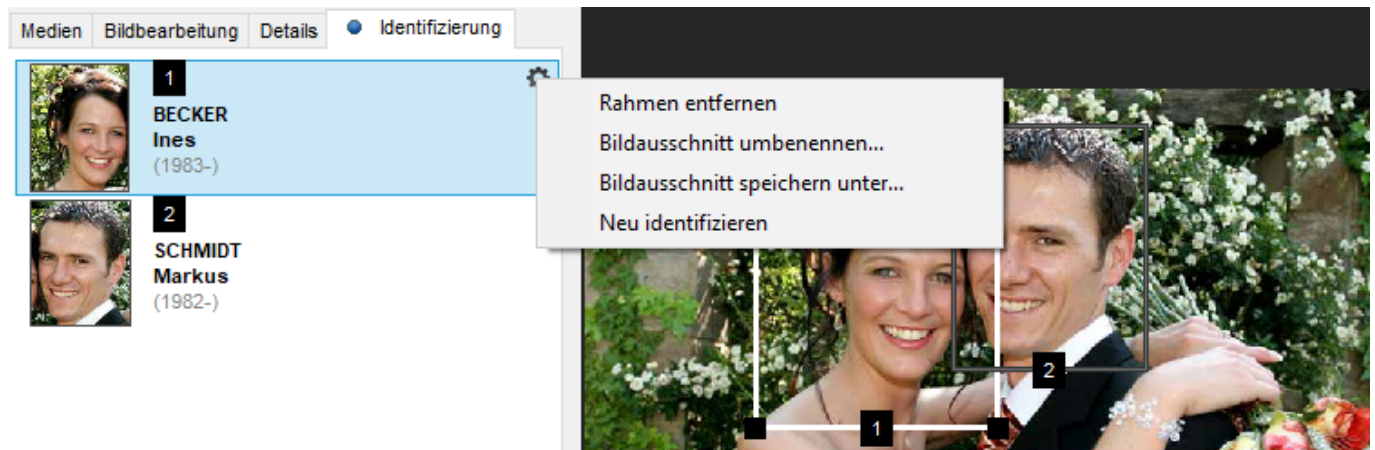 Medien Bildbearbeitung Details Identifizierung
1
BECKER
Ines
(1983-)
2
SCHMIDT
Markus
(1982-)
Rahmen entfernen
Bildausschnitt umbenennen...
Bildausschnitt speichern unter...
Neu identifizieren
2
1